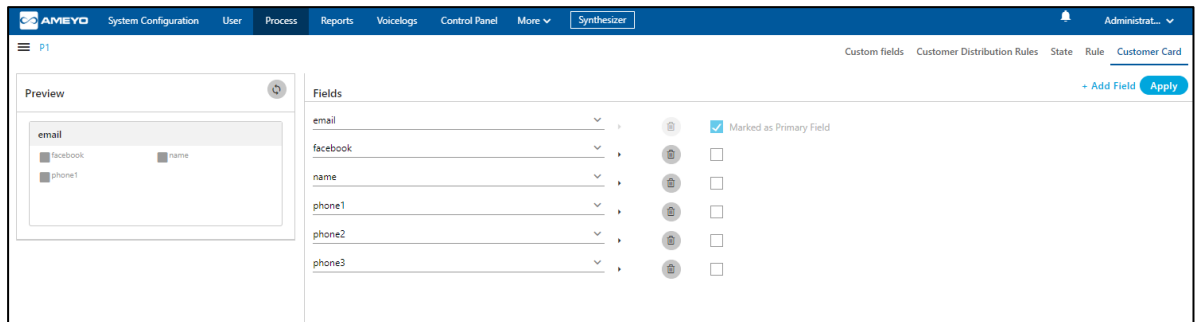 AMEYO System Configuration User Process Reports Voicelogs Control Panel More Synthesizer Administrat...
P1 Custom fields Customer Distribution Rules State Rule Customer Card
Preview
email
facebook name
phone1
Fields + Add Field Apply
email Marked as Primary Field
facebook
name
phone1
phone2
phone3